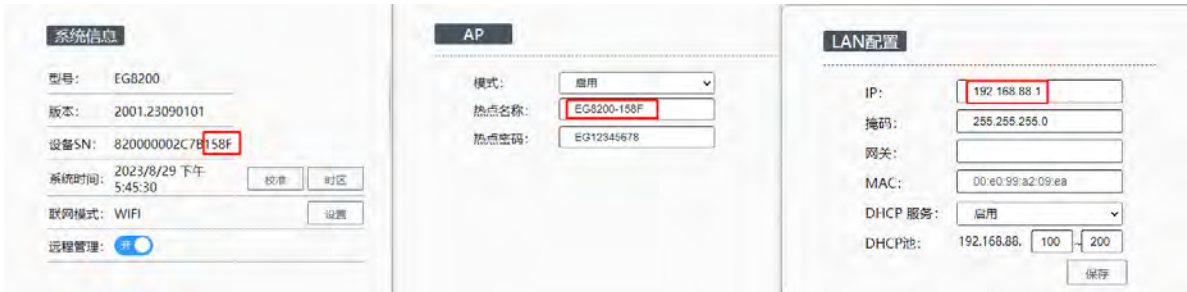 系统信息
型号: EG8200
版本: 2001.23090101
设备SN: 820000002C7B158F
系统时间: 2023/8/29 下午 5:45:30 校准 时区
联网模式: WIFI 设置
远程管理: 开
AP
模式: 启用
热点名称: EG8200-158F
热点密码: EG12345678
LAN配置
IP: 192.168.88.1
掩码: 255.255.255.0
网关:
MAC: 00:e0:99:a2:09:ea
DHCP 服务: 启用
DHCP池: 192.168.88. 100 ~ 200
保存